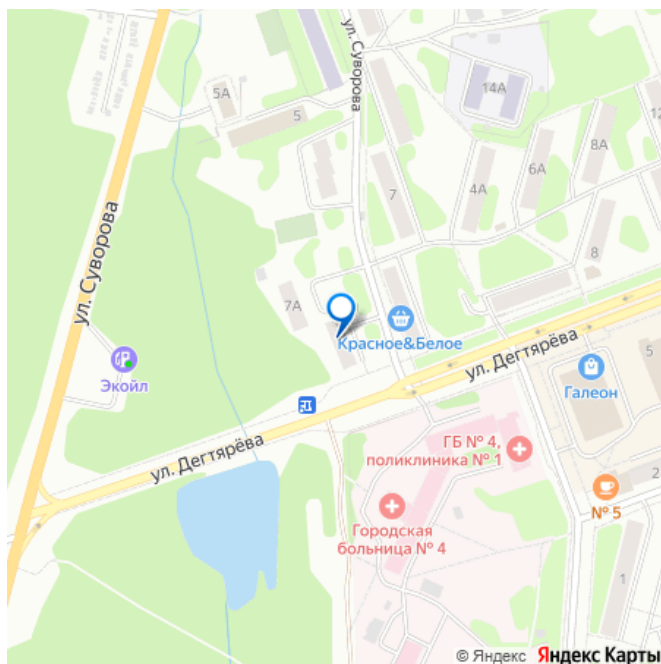 ул. Суворова
14А
5А
5
8А
6А
7
4А
ул. Суворова
8
7А
Красное&Белое
ул. Дегтярёва
5
Экойл
Галеон
ГБ № 4,
поликлиника
№ 1
ул. Дегтярёва
2
№ 5
Городская
больница № 4
1
© Яндекс Яндекс Карты